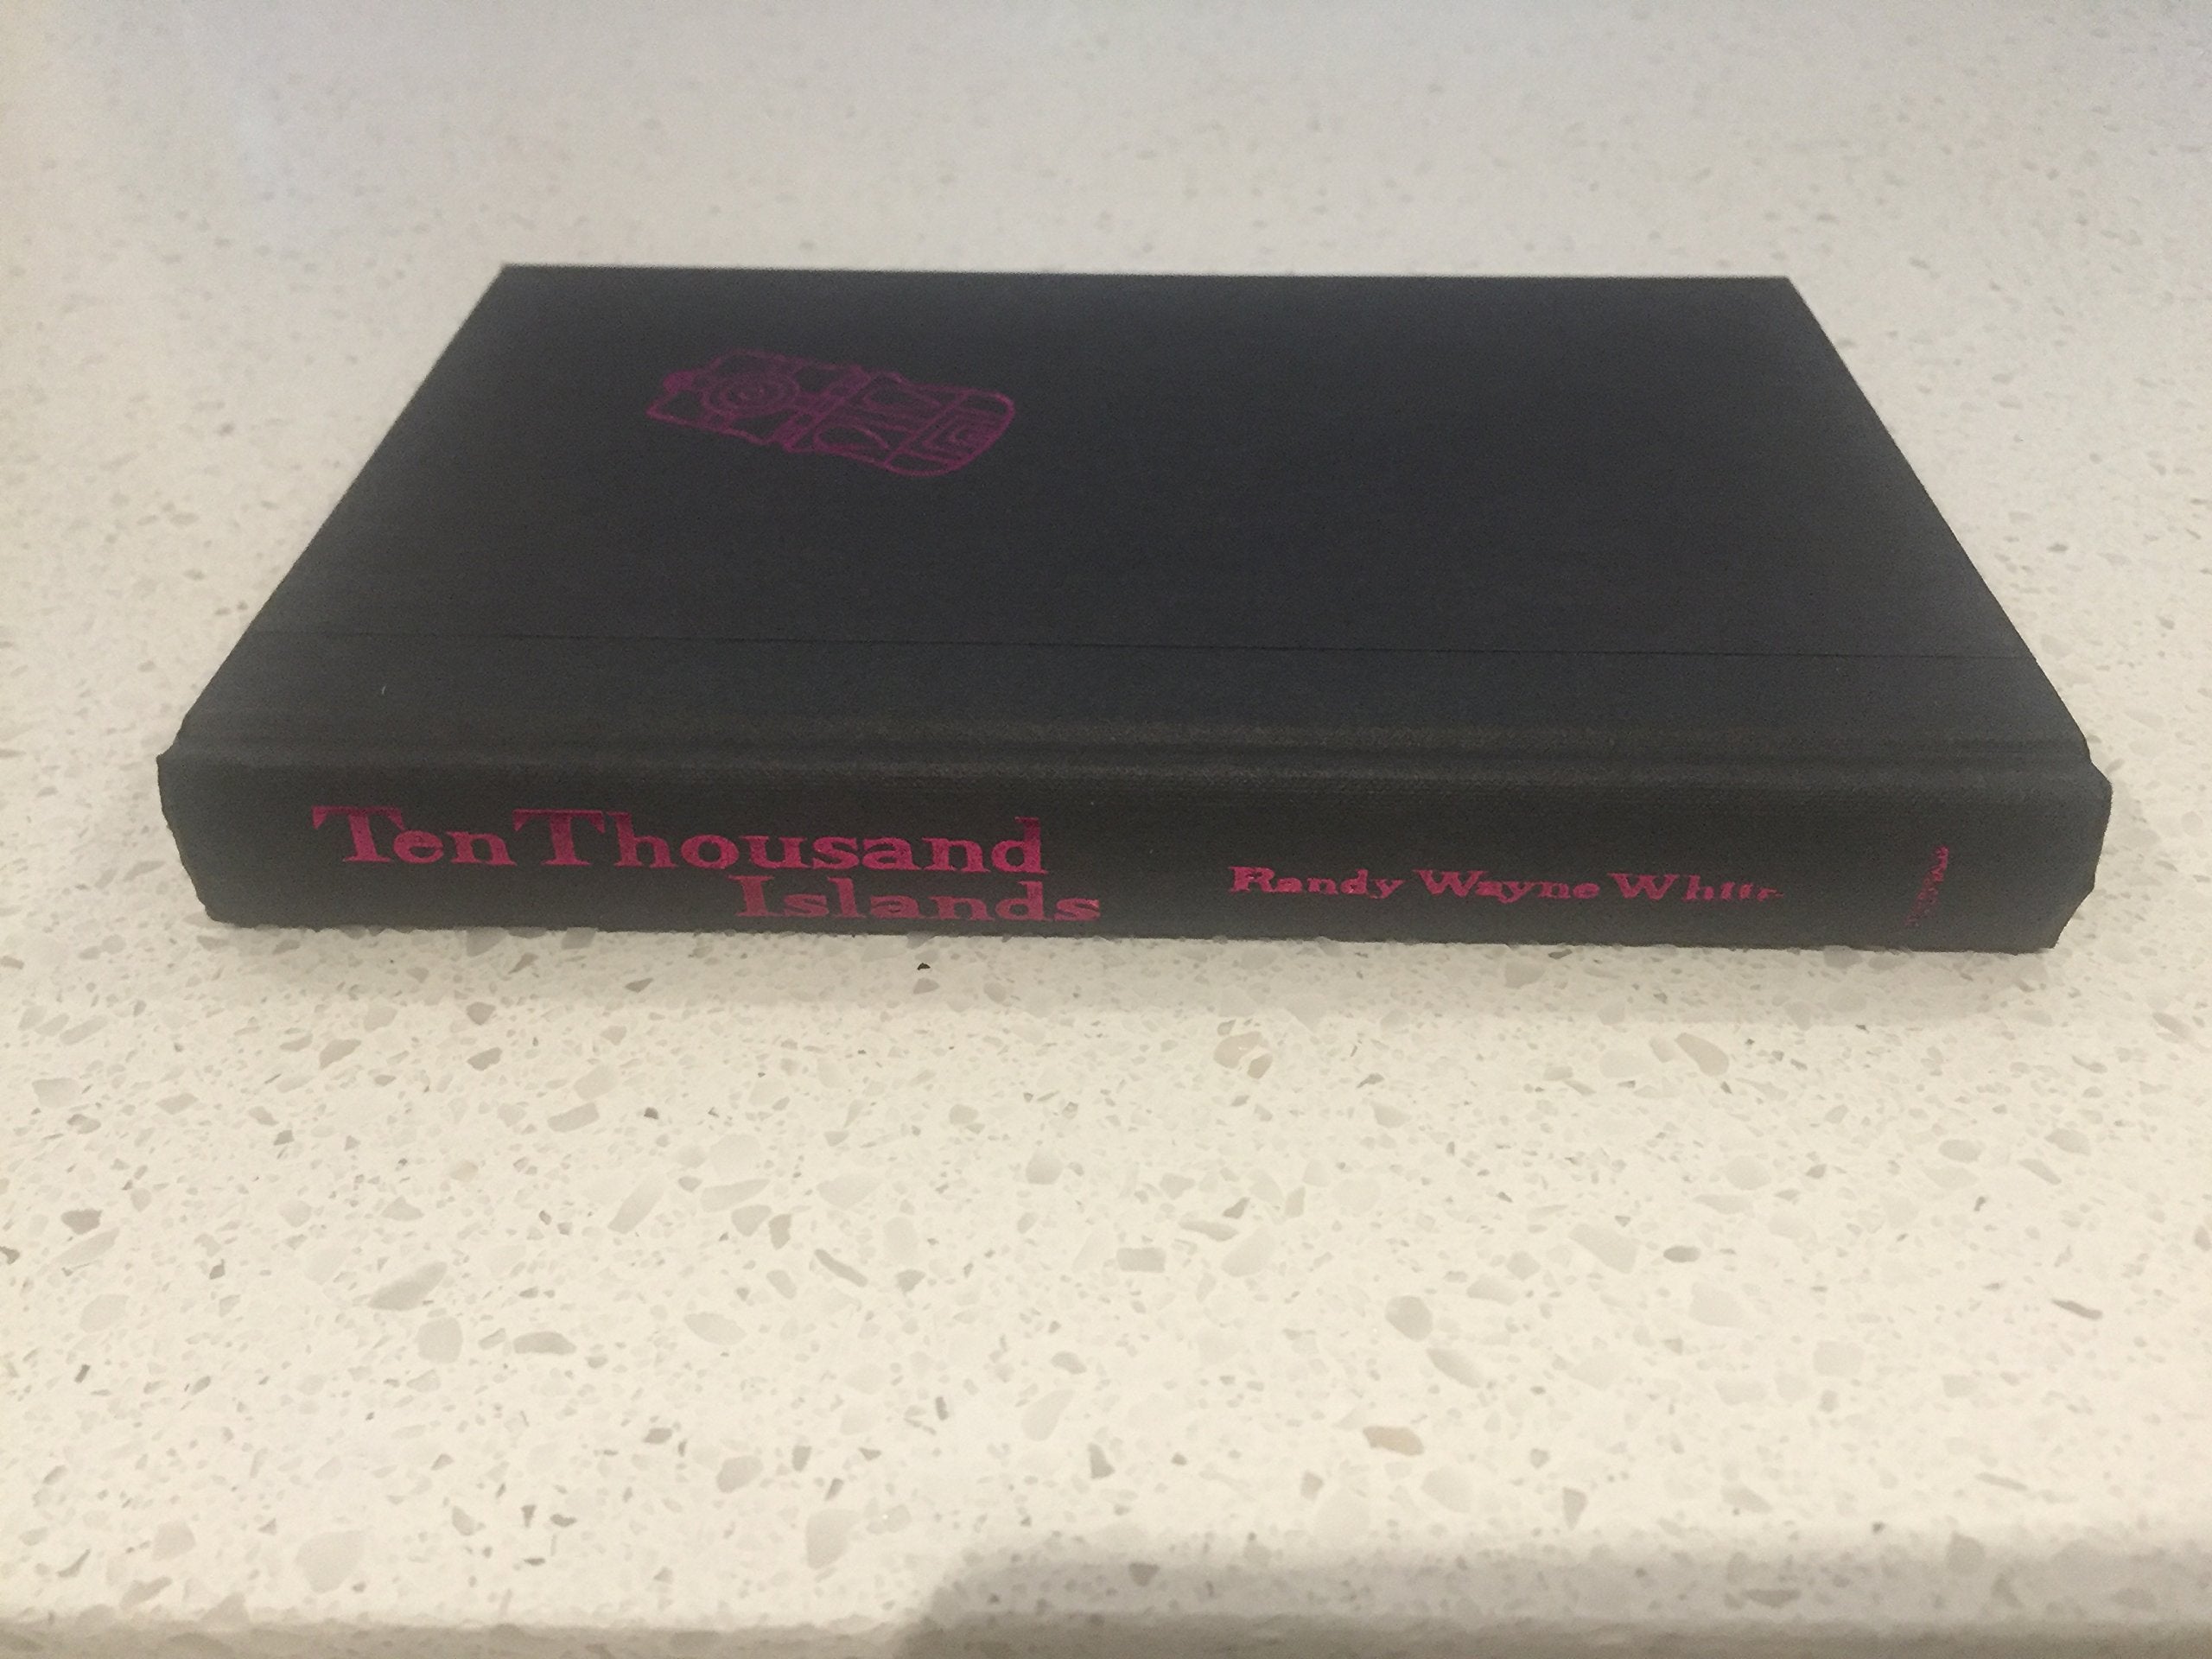 Ten Thousand
Islands
Randy Wayne White